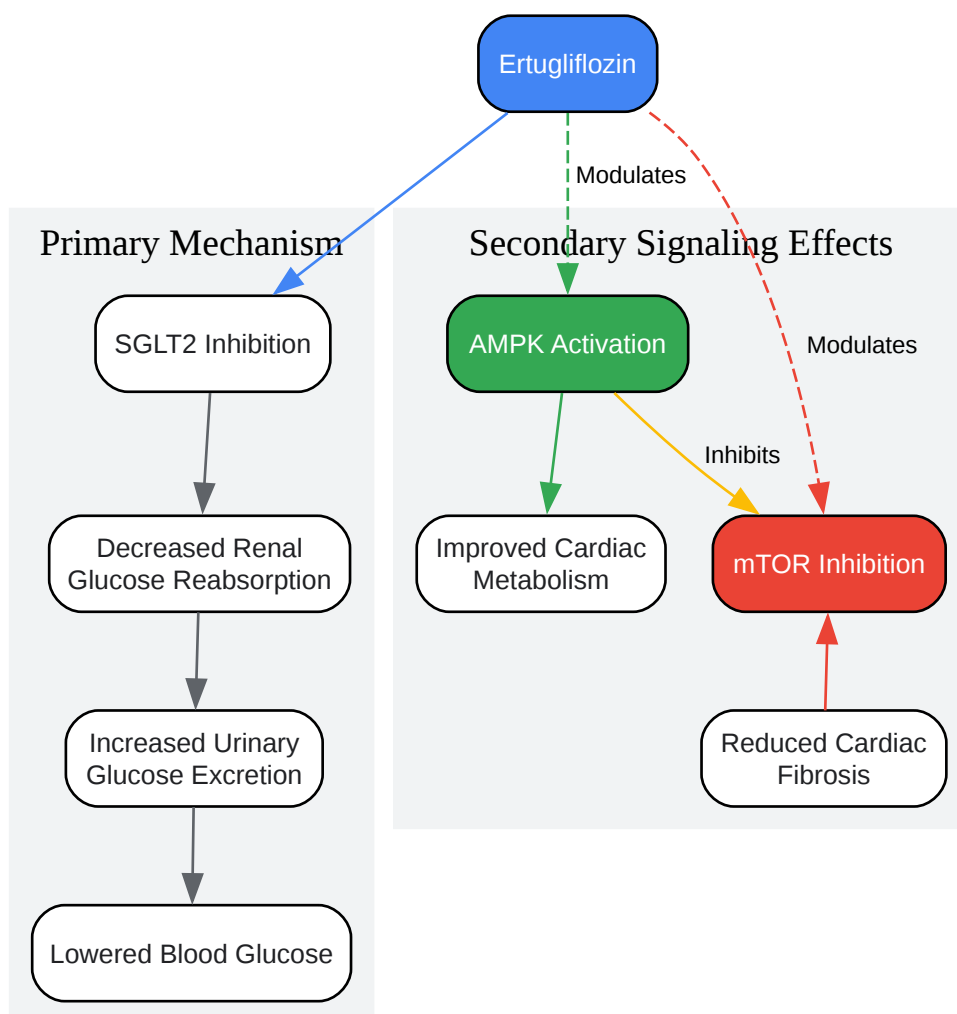 Ertugliflozin
Modulates
Primary Mechanism
Secondary Signaling Effects
SGLT2 Inhibition
AMPK Activation
Modulates
Inhibits
Decreased Renal
Glucose Reabsorption
Improved Cardiac
Metabolism
mTOR Inhibition
Increased Urinary
Glucose Excretion
Reduced Cardiac
Fibrosis
Lowered Blood Glucose